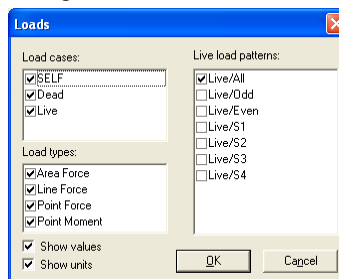 Loads
Load cases:
SELF
Dead
Live
Load types:
Area Force
Line Force
Point Force
Point Moment
Show values
Show units
Live load patterns:
Live/All
Live/Odd
Live/Even
Live/S1
Live/S2
Live/S3
Live/S4
OK
Cancel